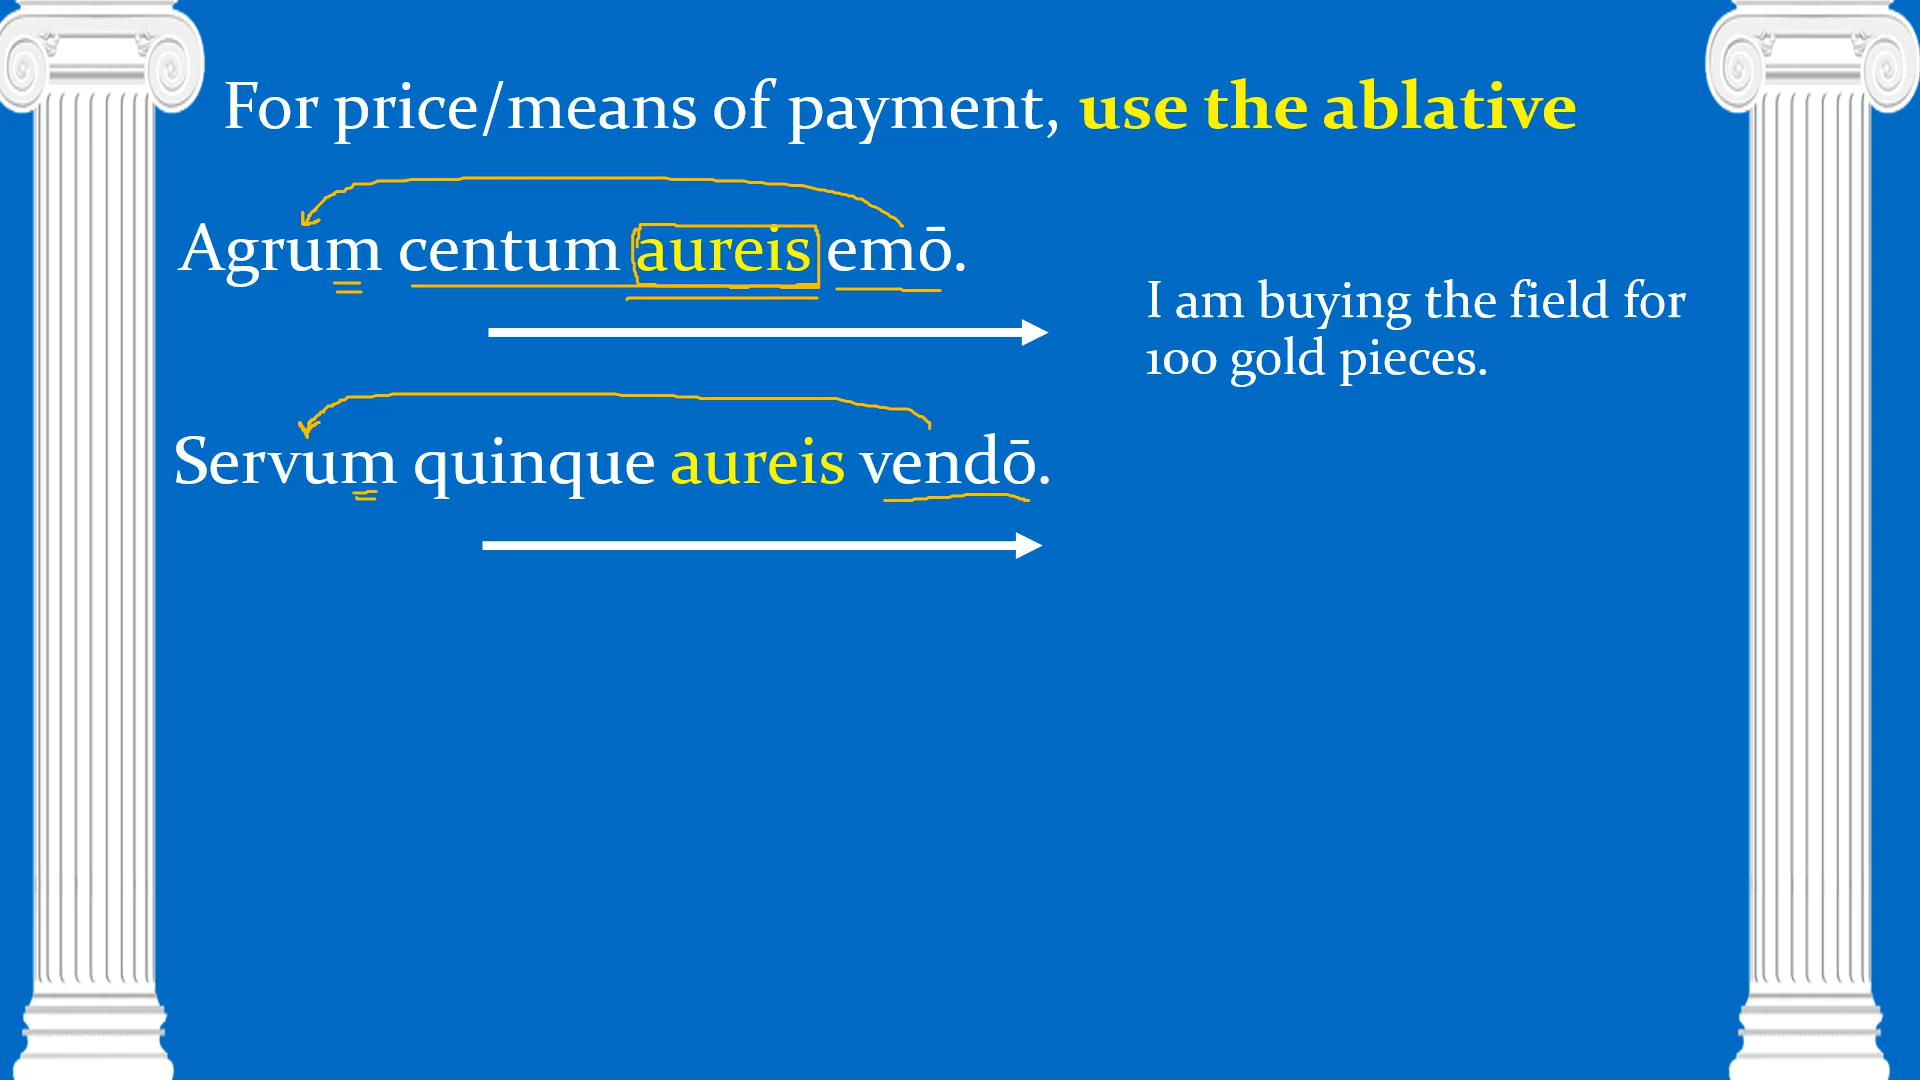 For price/means of payment, use the ablative
Agrum centum aureis emō.
I am buying the field for
100 gold pieces.
Servum quinque aureis vendō.